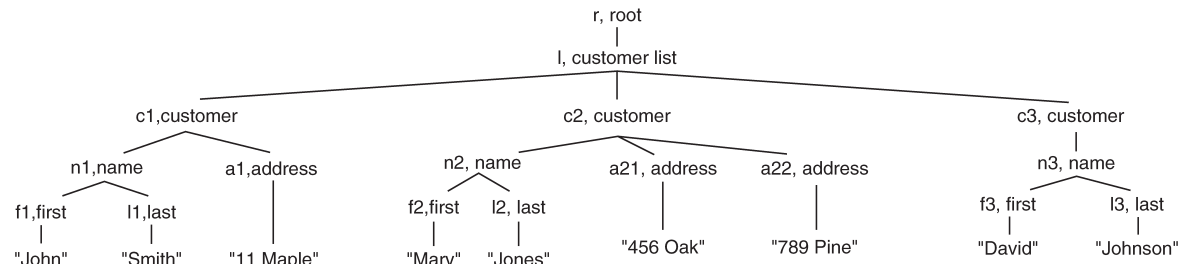 r, root
l, customer list
c1,customer c2, customer c3, customer
n1,name a1,address n2, name a21, address a22, address n3, name
f1,first l1,last f2,first l2, last f3, first l3, last
"John" "Smith" "11 Maple" "Mary" "Jones" "456 Oak" "789 Pine" "David" "Johnson"